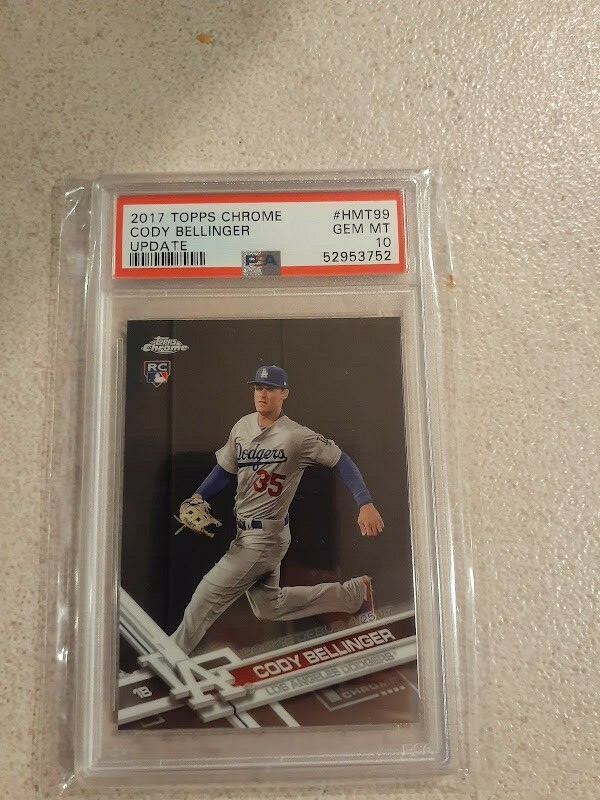 2017 TOPPS CHROME #HMT99
CODY BELLINGER GEM MT
UPDATE 10
PSA 52953752
Topps
Chrome
RC
Dodgers
35
CODY BELLINGER
1B LOS ANGELES DODGERS
CHROME